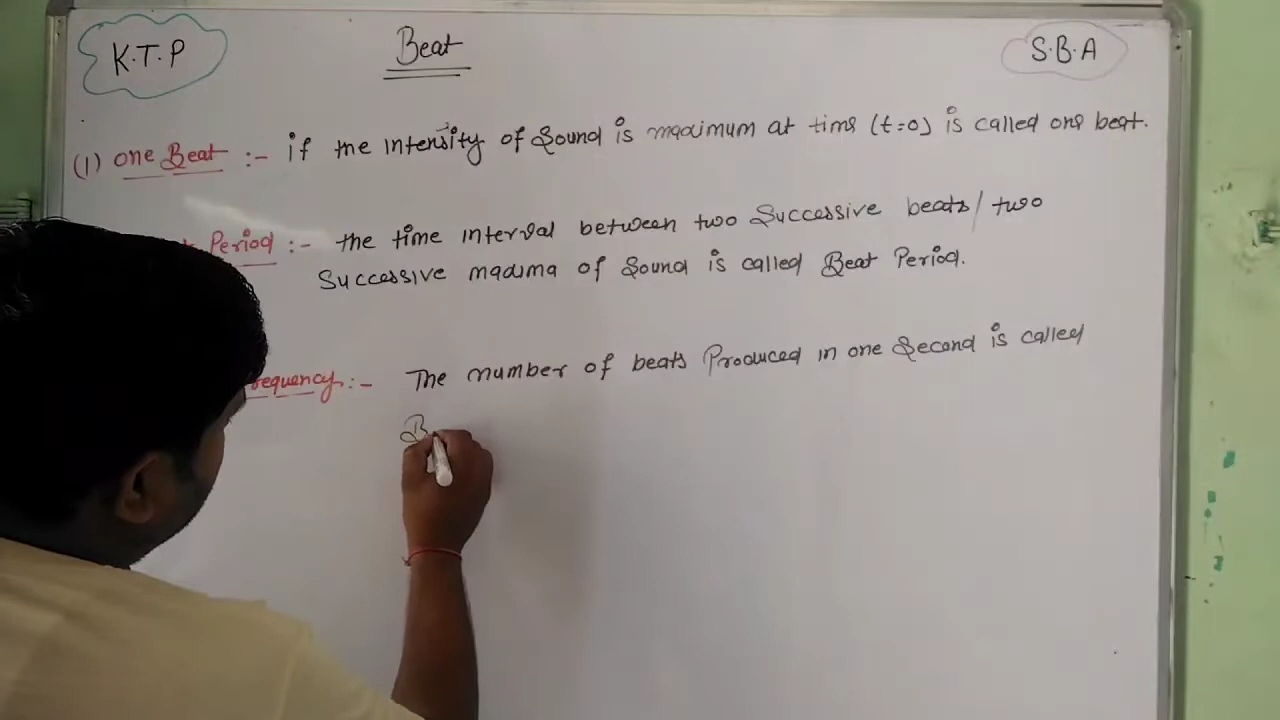 K.T.P
Beat
S.B.A
(1) one Beat :- if the intensity of Sound is maximum at time (t=0) is called one beat.
Period :- the time interval between two Successive beats/ two
Successive maxima of Sound is called Beat Period.
requency :- The number of beats Produced in one Second is called
B